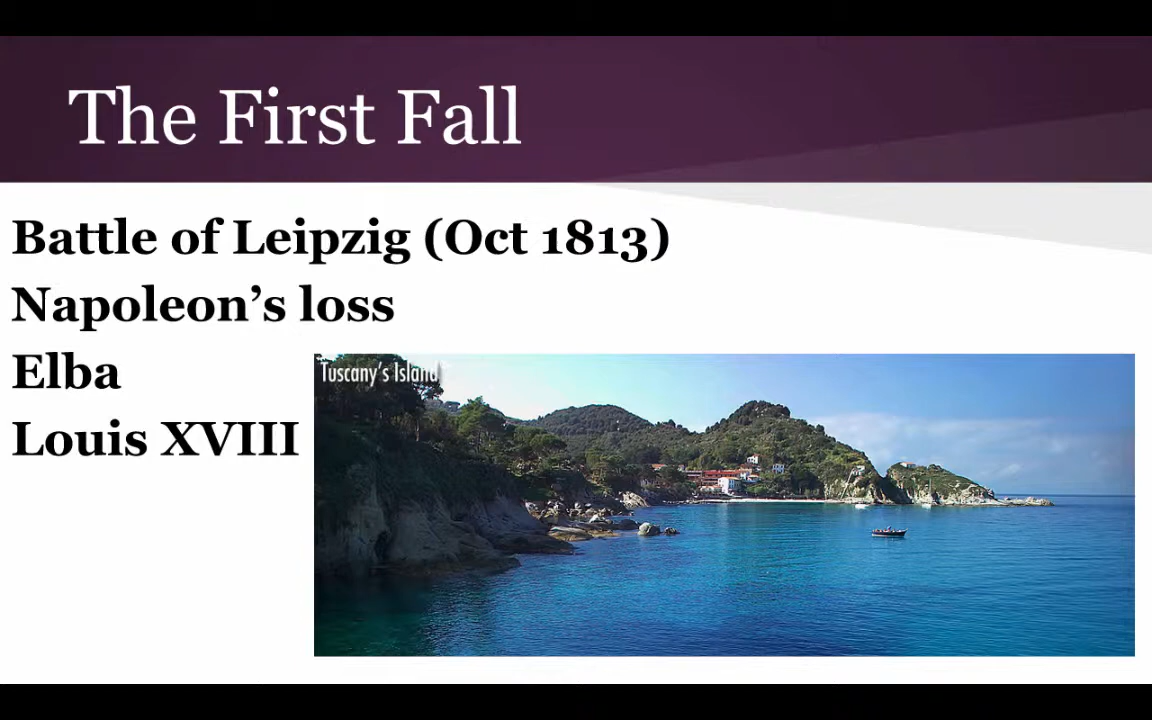 The First Fall
Battle of Leipzig (Oct 1813)
Napoleon’s loss
Elba
Tuscany's Island
Louis XVIII